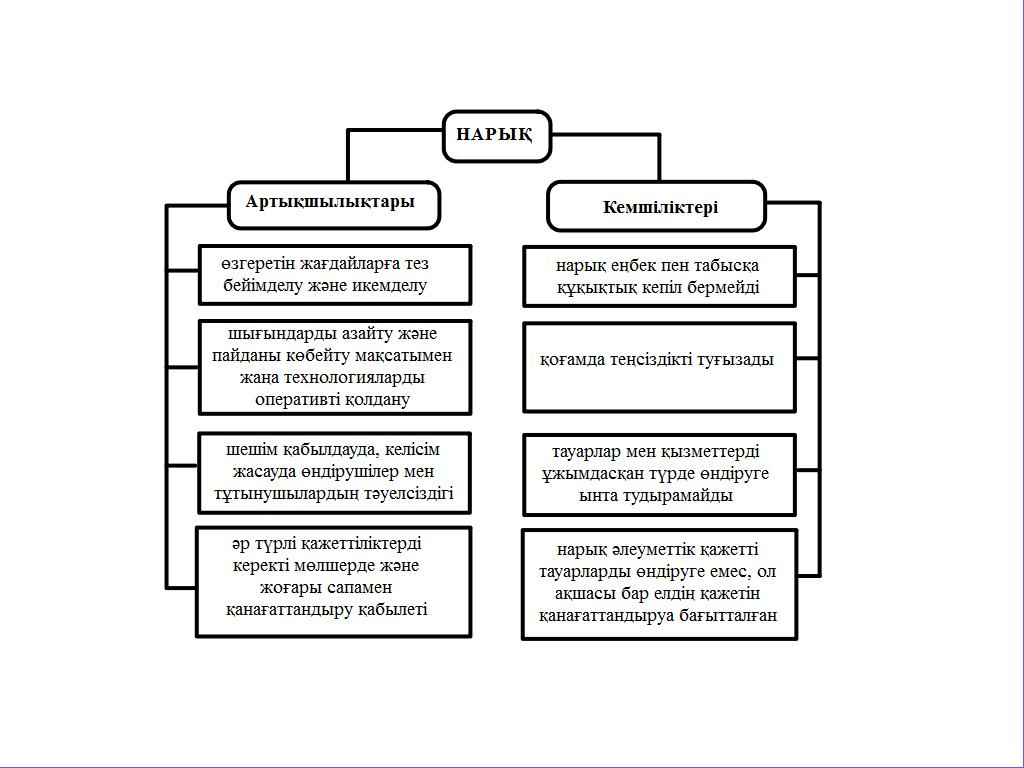 НАРЫҚ
Артықшылықтары
өзгеретін жағдайларға тез
бейімделу және икемделу
шығындарды азайту және
пайданы көбейту мақсатымен
жаңа технологияларды
оперативті қолдану
шешім қабылдауда, келісім
жасауда өндірушілер мен
тұтынушылардың тәуелсіздігі
әр түрлі қажеттіліктерді
керекті мөлшерде және
жоғары сапамен
қанағаттандыру қабылеті
Кемшіліктері
нарық еңбек пен табысқа
құқықтық кепіл бермейді
қоғамда теңсіздікті туғызады
тауарлар мен қызметтерді
ұжымдасқан түрде өндіруге
ынта тудырамайды
нарық әлеуметтік қажетті
тауарларды өндіруге емес, ол
ақшасы бар елдің қажетін
қанағаттандыруа бағытталған